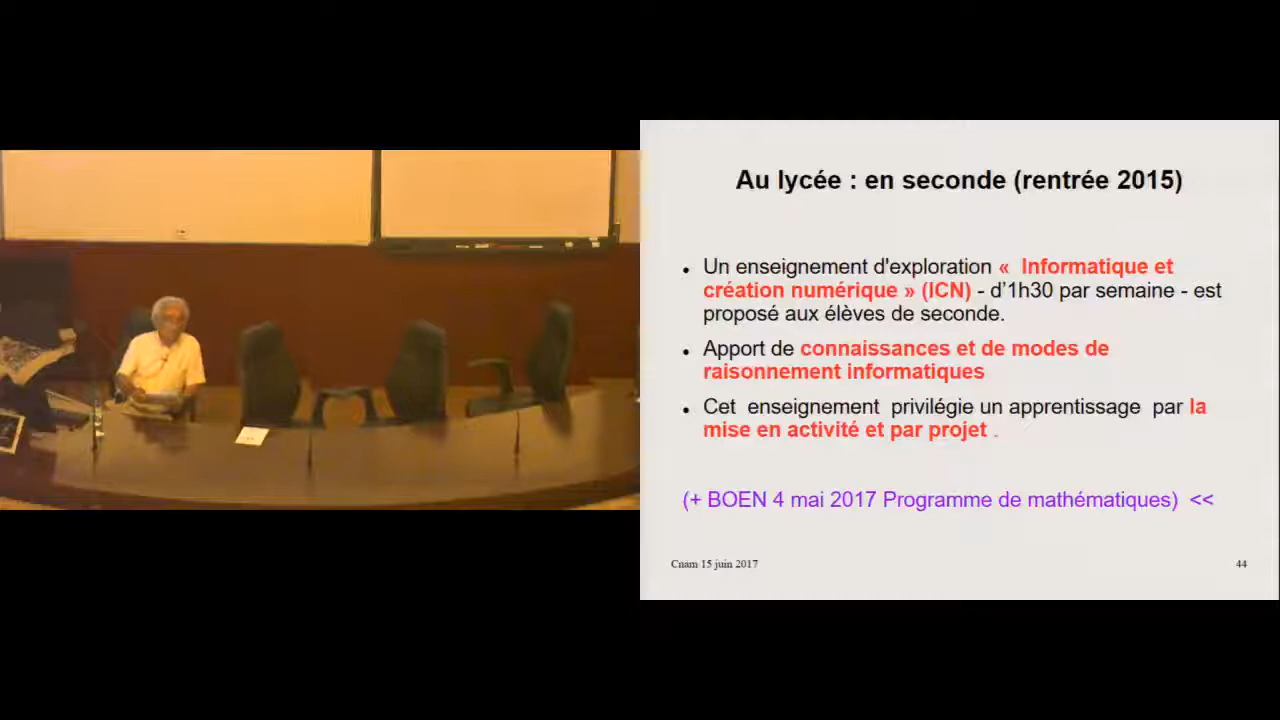 Au lycée : en seconde (rentrée 2015)
● Un enseignement d'exploration «  Informatique et
création numérique » (ICN) - d'1h30 par semaine - est
proposé aux élèves de seconde.
● Apport de connaissances et de modes de
raisonnement informatiques
● Cet  enseignement  privilégie un apprentissage  par la
mise en activité et par projet .
(+ BOEN 4 mai 2017 Programme de mathématiques)  <<
Cnam 15 juin 2017
44